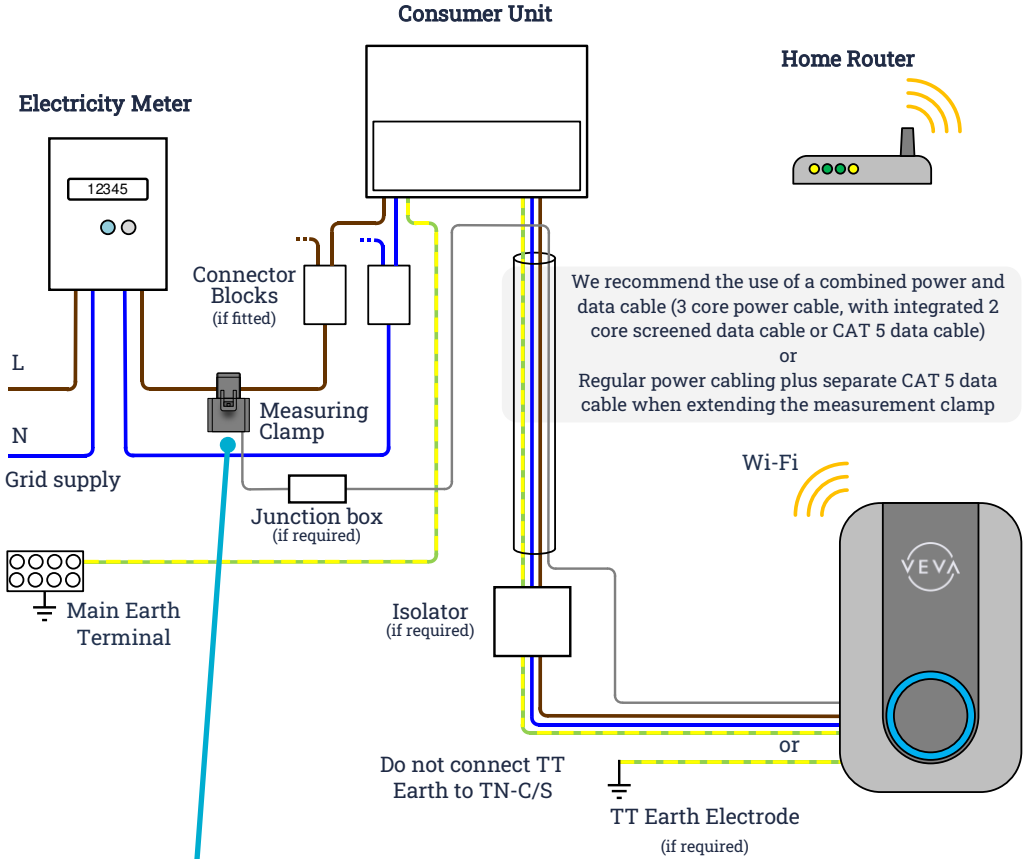 Consumer Unit
Home Router
Electricity Meter
12345
Connector
Blocks
(if fitted)
We recommend the use of a combined power and
data cable (3 core power cable, with integrated 2
core screened data cable or CAT 5 data cable)
or
Regular power cabling plus separate CAT 5 data
cable when extending the measurement clamp
L
Measuring
Clamp
N
Grid supply
Wi-Fi
Junction box
(if required)
VEVA
Main Earth
Terminal
Isolator
(if required)
or
Do not connect TT
Earth to TN-C/S
TT Earth Electrode
(if required)